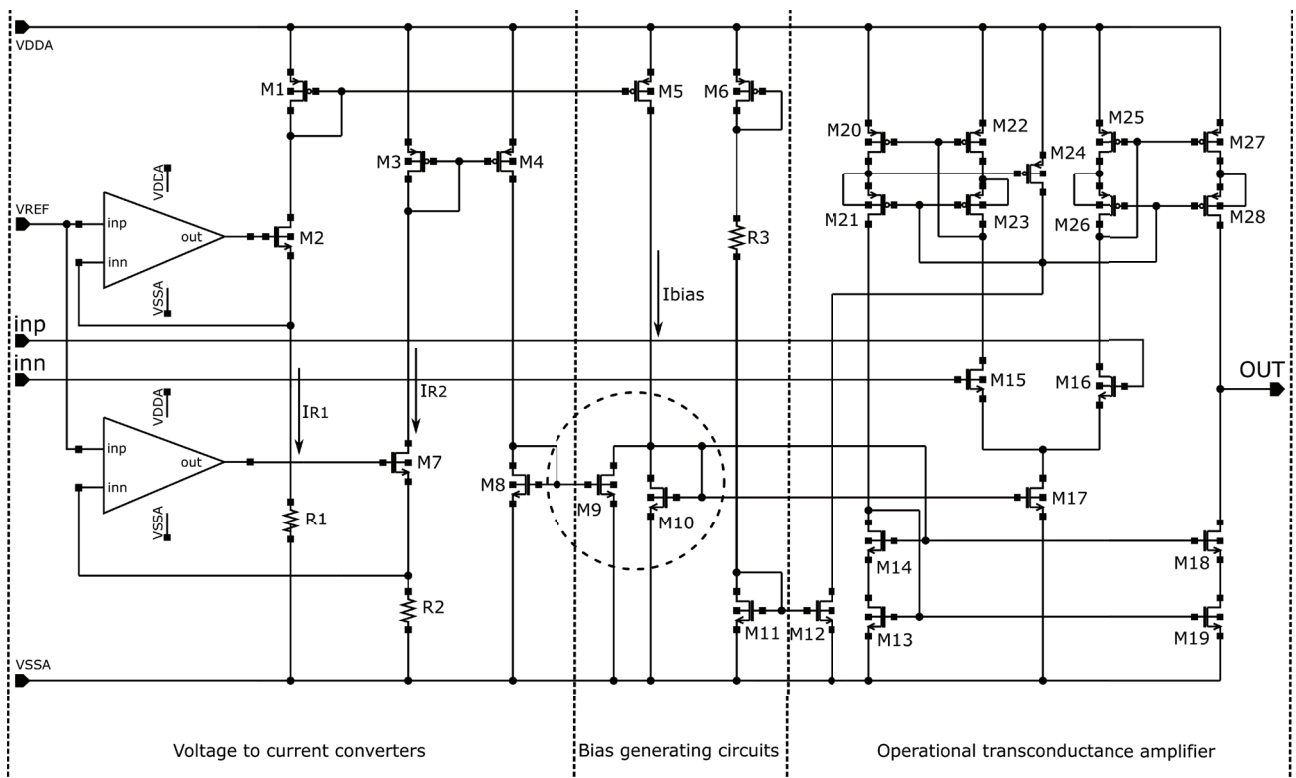 VDDA
M1
M5
M6
M20
M22
M25
M27
M3
M4
M24
VDDA
VREF
inp
out
inn
M2
R3
M21
M23
M26
M28
VSSA
Ibias
inp
inn
OUT
M15
M16
VDDA
IR1
IR2
inp
out
inn
M7
M8
M9
M10
M17
VSSA
R1
M14
M18
R2
M11
M12
M13
M19
VSSA
Voltage to current converters
Bias generating circuits
Operational transconductance amplifier